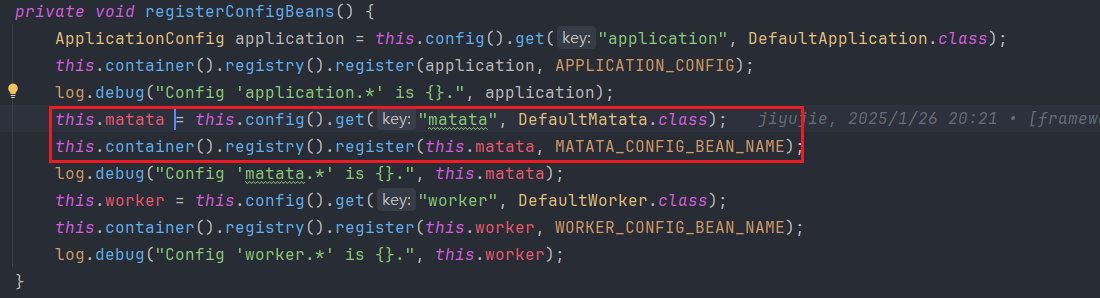 private void registerConfigBeans() {
ApplicationConfig application = this.config().get( key: "application", DefaultApplication.class);
this.container().registry().register(application, APPLICATION_CONFIG);
log.debug("Config 'application.*' is {}.", application);
this.matata = this.config().get( key: "matata", DefaultMatata.class); jiyujie, 2025/1/26 20:21 • [framewo
this.container().registry().register(this.matata, MATATA_CONFIG_BEAN_NAME);
log.debug("Config 'matata.*' is {}.", this.matata);
this.worker = this.config().get( key: "worker", DefaultWorker.class);
this.container().registry().register(this.worker, WORKER_CONFIG_BEAN_NAME);
log.debug("Config 'worker.*' is {}.", this.worker);
}